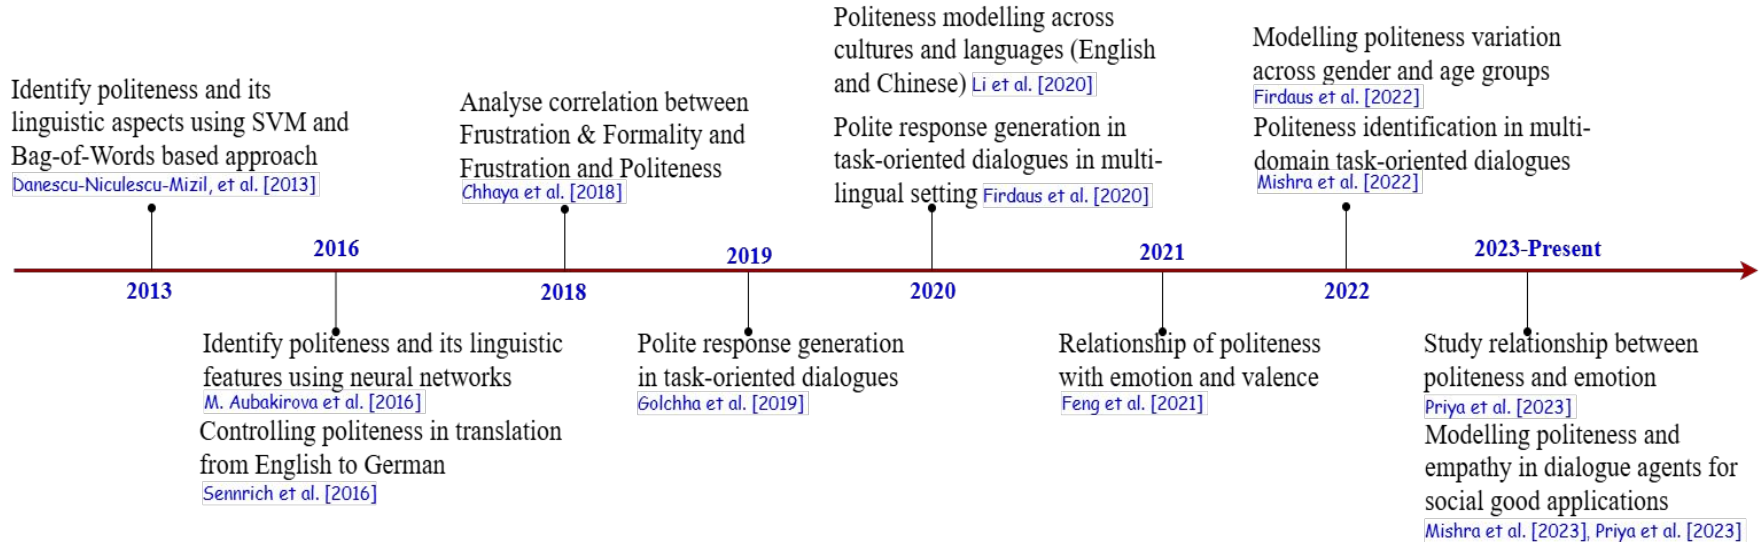 Identify politeness and its
linguistic aspects using SVM and
Bag-of-Words based approach
Danescu-Niculescu-Mizil, et al. [2013]
2013
2016
Identify politeness and its linguistic
features using neural networks
M. Aubakirova et al. [2016]
Controlling politeness in translation
from English to German
Sennrich et al. [2016]
Analyse correlation between
Frustration & Formality and
Frustration and Politeness
Chhaya et al. [2018]
2018
2019
Polite response generation
in task-oriented dialogues
Golchha et al. [2019]
Politeness modelling across
cultures and languages (English
and Chinese) Li et al. [2020]
Polite response generation in
task-oriented dialogues in multi-
lingual setting Firdaus et al. [2020]
2020
2021
Relationship of politeness
with emotion and valence
Feng et al. [2021]
Modelling politeness variation
across gender and age groups
Firdaus et al. [2022]
Politeness identification in multi-
domain task-oriented dialogues
Mishra et al. [2022]
2022
2023-Present
Study relationship between
politeness and emotion
Priya et al. [2023]
Modelling politeness and
empathy in dialogue agents for
social good applications
Mishra et al. [2023], Priya et al. [2023]